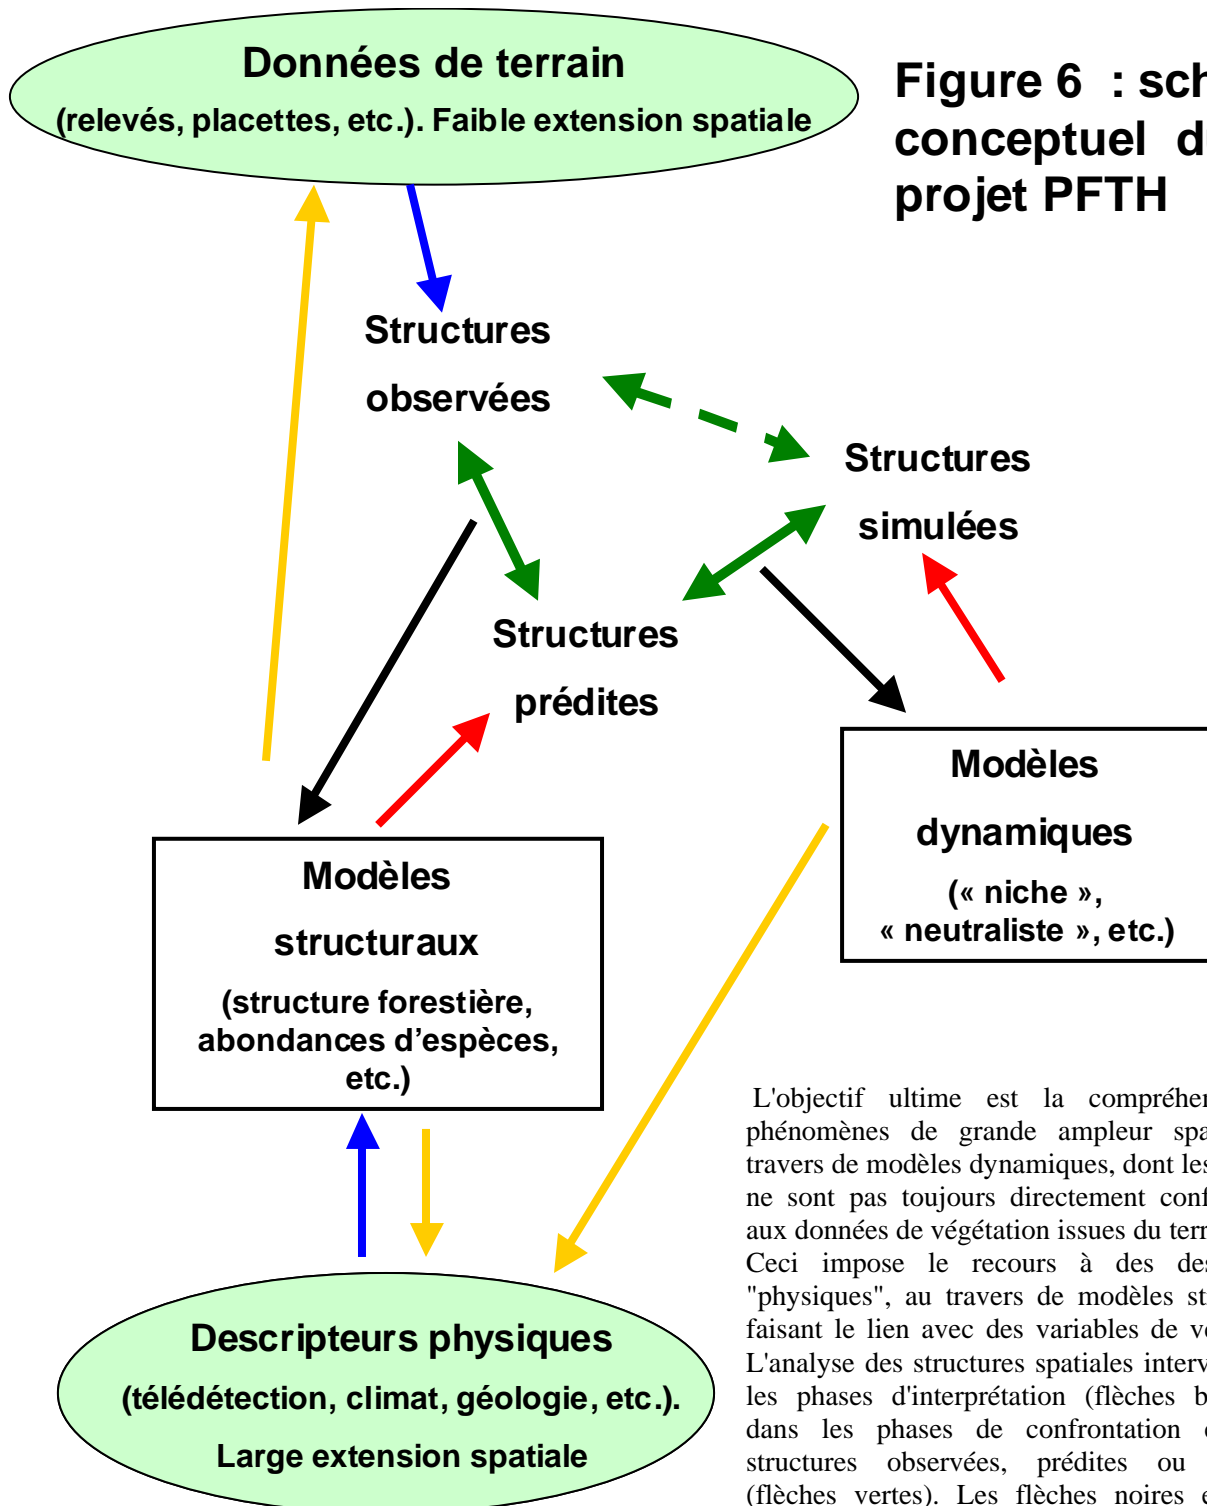 Données de terrain
(relevés, placettes, etc.). Faible extension spatiale
Figure 6 : sch
conceptuel d
projet PFTH
Structures
observées
Structures
simulées
Structures
prédites
Modèles
dynamiques
(« niche »,
« neutraliste », etc.)
Modèles
structuraux
(structure forestière,
abondances d'espèces,
etc.)
Descripteurs physiques
(télédétection, climat, géologie, etc.).
Large extension spatiale
L'objectif ultime est la compréhen
phénomènes de grande ampleur spa
travers de modèles dynamiques, dont les
ne sont pas toujours directement conf
aux données de végétation issues du terr
Ceci impose le recours à des des
"physiques", au travers de modèles st
faisant le lien avec des variables de v
L'analyse des structures spatiales interv
les phases d'interprétation (flèches b
dans les phases de confrontation
structures observées, prédites ou
(flèches vertes). Les flèches noires e